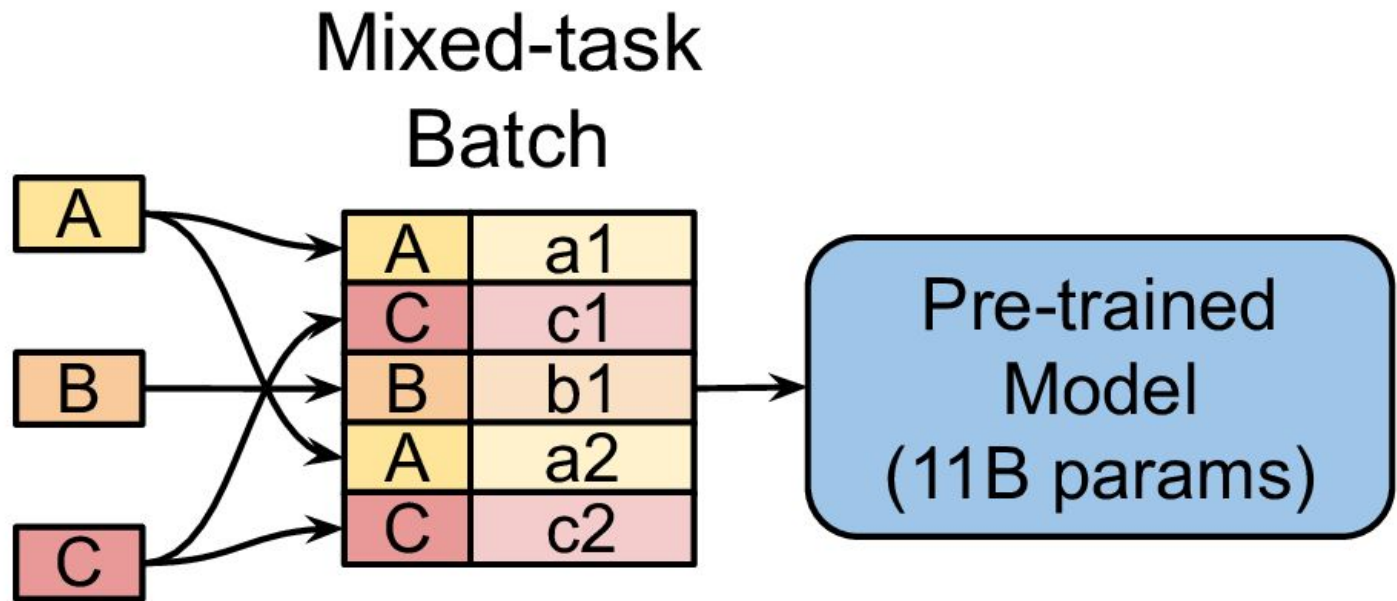 Mixed-task
Batch
A
B
C
A a1
C c1
B b1
A a2
C c2
Pre-trained
Model
(11B params)